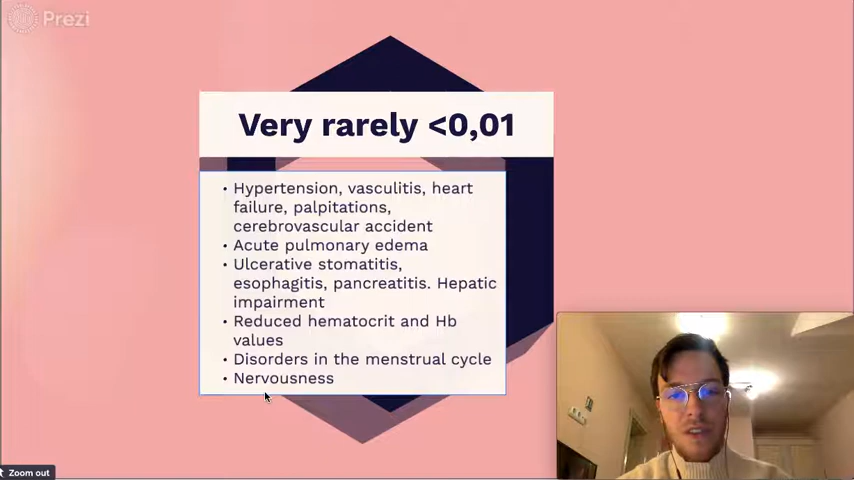 Prezi
Very rarely <0,01
• Hypertension, vasculitis, heart
failure, palpitations,
cerebrovascular accident
• Acute pulmonary edema
• Ulcerative stomatitis,
esophagitis, pancreatitis. Hepatic
impairment
• Reduced hematocrit and Hb
values
• Disorders in the menstrual cycle
• Nervousness
Zoom out